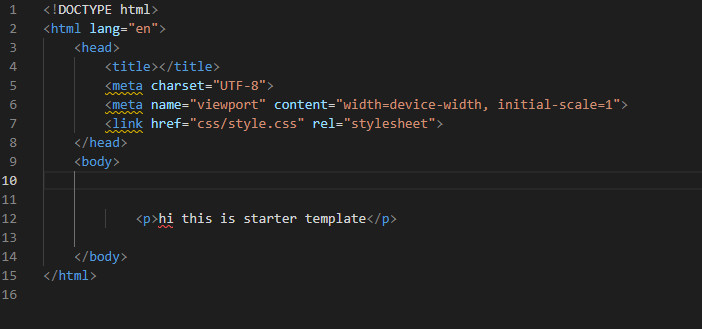 1 <!DOCTYPE html>
2 <html lang="en">
3 <head>
4 <title></title>
5 <meta charset="UTF-8">
6 <meta name="viewport" content="width=device-width, initial-scale=1">
7 <link href="css/style.css" rel="stylesheet">
8 </head>
9 <body>
10
11
12 <p>hi this is starter template</p>
13
14 </body>
15 </html>
16